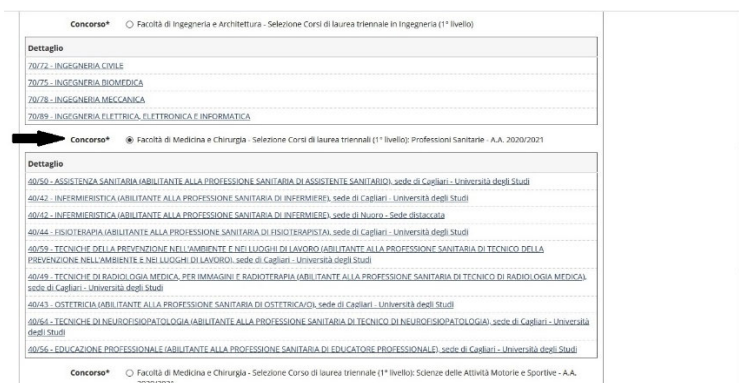 Concorso* Facoltà di Ingegneria e Architettura - Selezione Corsi di laurea triennale in Ingegneria (1° livello)
Dettaglio
70/72 - INGEGNERIA CIVILE
70/75 - INGEGNERIA BIOMEDICA
70/78 - INGEGNERIA MECCANICA
70/89 - INGEGNERIA ELETTRICA, ELETTRONICA E INFORMATICA
Concorso* Facoltà di Medicina e Chirurgia - Selezione Corsi di laurea triennali (1° livello): Professioni Sanitarie - A.A. 2020/2021
Dettaglio
40/50 - ASSISTENZA SANITARIA (ABILITANTE ALLA PROFESSIONE SANITARIA DI ASSISTENTE SANITARIO), sede di Cagliari - Università degli Studi
40/42 - INFERMIERISTICA (ABILITANTE ALLA PROFESSIONE SANITARIA DI INFERMIERE), sede di Cagliari - Università degli Studi
40/42 - INFERMIERISTICA (ABILITANTE ALLA PROFESSIONE SANITARIA DI INFERMIERE), sede di Nuoro - Sede distaccata
40/44 - FISIOTERAPIA (ABILITANTE ALLA PROFESSIONE SANITARIA DI FISIOTERAPISTA), sede di Cagliari - Università degli Studi
40/59 - TECNICHE DELLA PREVENZIONE NELL'AMBIENTE E NEI LUOGHI DI LAVORO (ABILITANTE ALLA PROFESSIONE SANITARIA DI TECNICO DELLA
PREVENZIONE NELL'AMBIENTE E NEI LUOGHI DI LAVORO), sede di Cagliari - Università degli Studi
40/49 - TECNICHE DI RADIOLOGIA MEDICA, PER IMMAGINI E RADIOTERAPIA (ABILITANTE ALLA PROFESSIONE SANITARIA DI TECNICO DI RADIOLOGIA MEDICA),
sede di Cagliari - Università degli Studi
40/43 - OSTETRICIA (ABILITANTE ALLA PROFESSIONE SANITARIA DI OSTETRICA/O), sede di Cagliari - Università degli Studi
40/64 - TECNICHE DI NEUROFISIOPATOLOGIA (ABILITANTE ALLA PROFESSIONE SANITARIA DI TECNICO DI NEUROFISIOPATOLOGIA), sede di Cagliari - Università
degli Studi
40/56 - EDUCAZIONE PROFESSIONALE (ABILITANTE ALLA PROFESSIONE SANITARIA DI EDUCATORE PROFESSIONALE), sede di Cagliari - Università degli Studi
Concorso* Facoltà di Medicina e Chirurgia - Selezione Corso di laurea triennale (1° livello): Scienze delle Attività Motorie e Sportive - A.A.
2020/2021